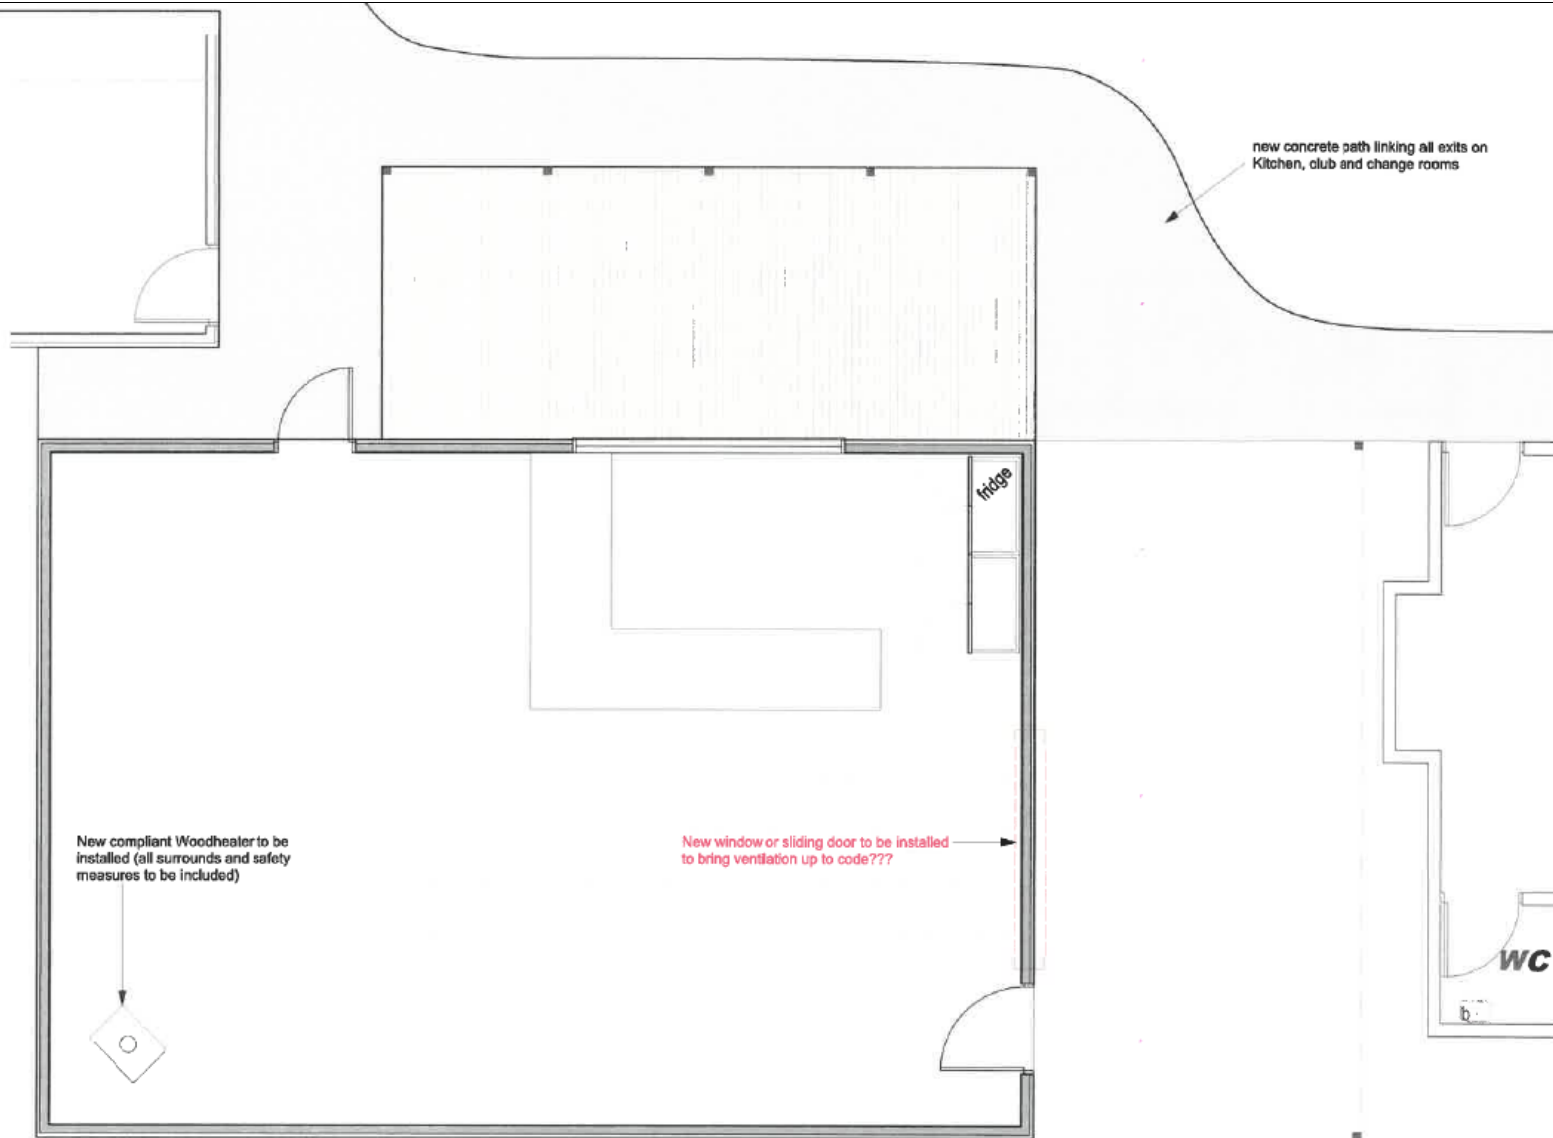 new concrete path linking all exits on
Kitchen, club and change rooms
fridge
New compliant Woodheater to be
installed (all surrounds and safety
measures to be included)
New window or sliding door to be installed
to bring ventilation up to code???
WC
b